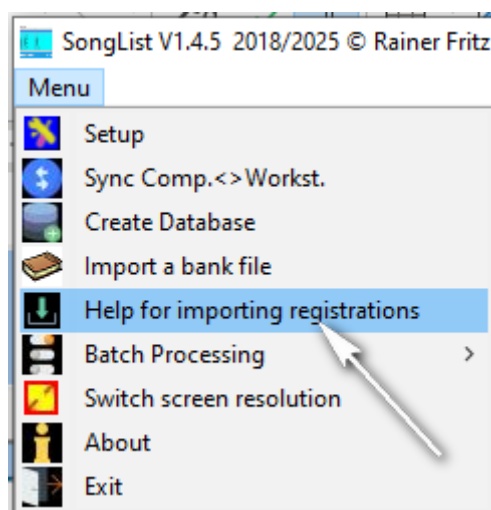 SongList V1.4.5 2018/2025 © Rainer Fritz
Menu
Setup
Sync Comp.<>Workst.
Create Database
Import a bank file
Help for importing registrations
Batch Processing
Switch screen resolution
About
Exit